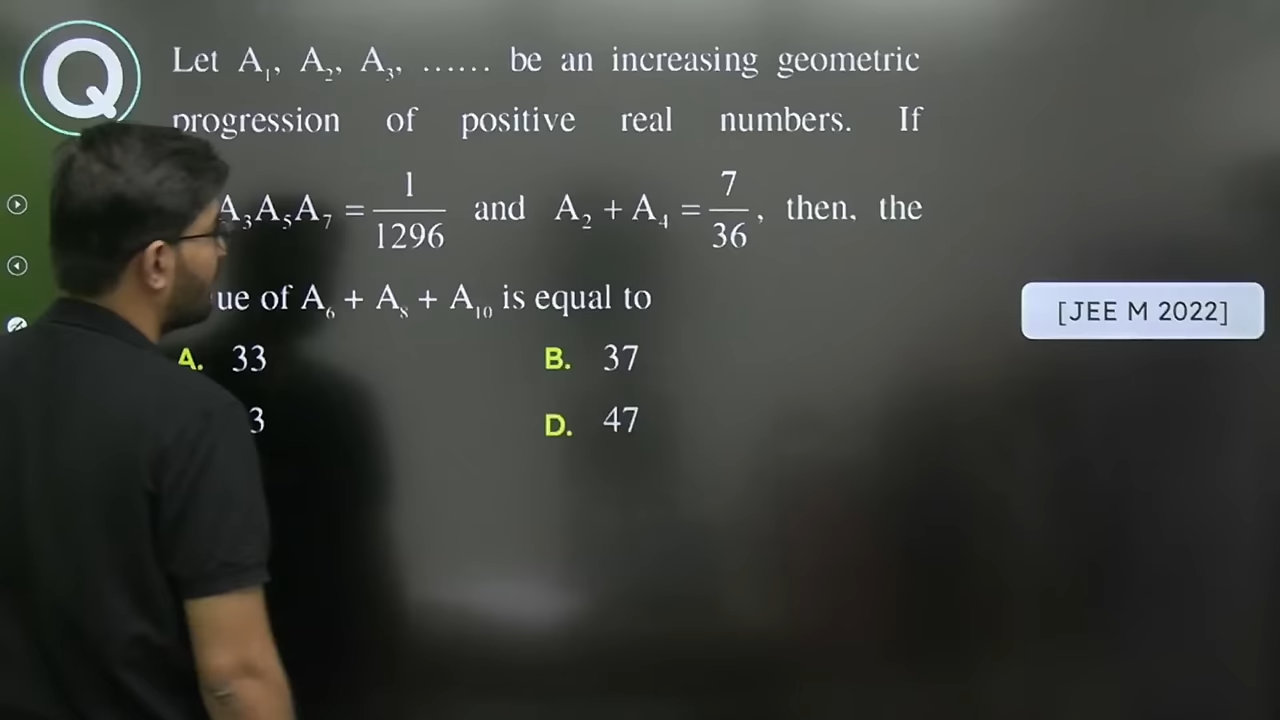 Q
Let A₁, A₂, A₃, ...... be an increasing geometric
progression of positive real numbers. If
A₃A₅A₇ = 1/1296 and A₂ + A₄ = 7/36, then, the
of A₆ + A₈ + A₁₀ is equal to
[JEE M 2022]
A. 33 B. 37
3 D. 47